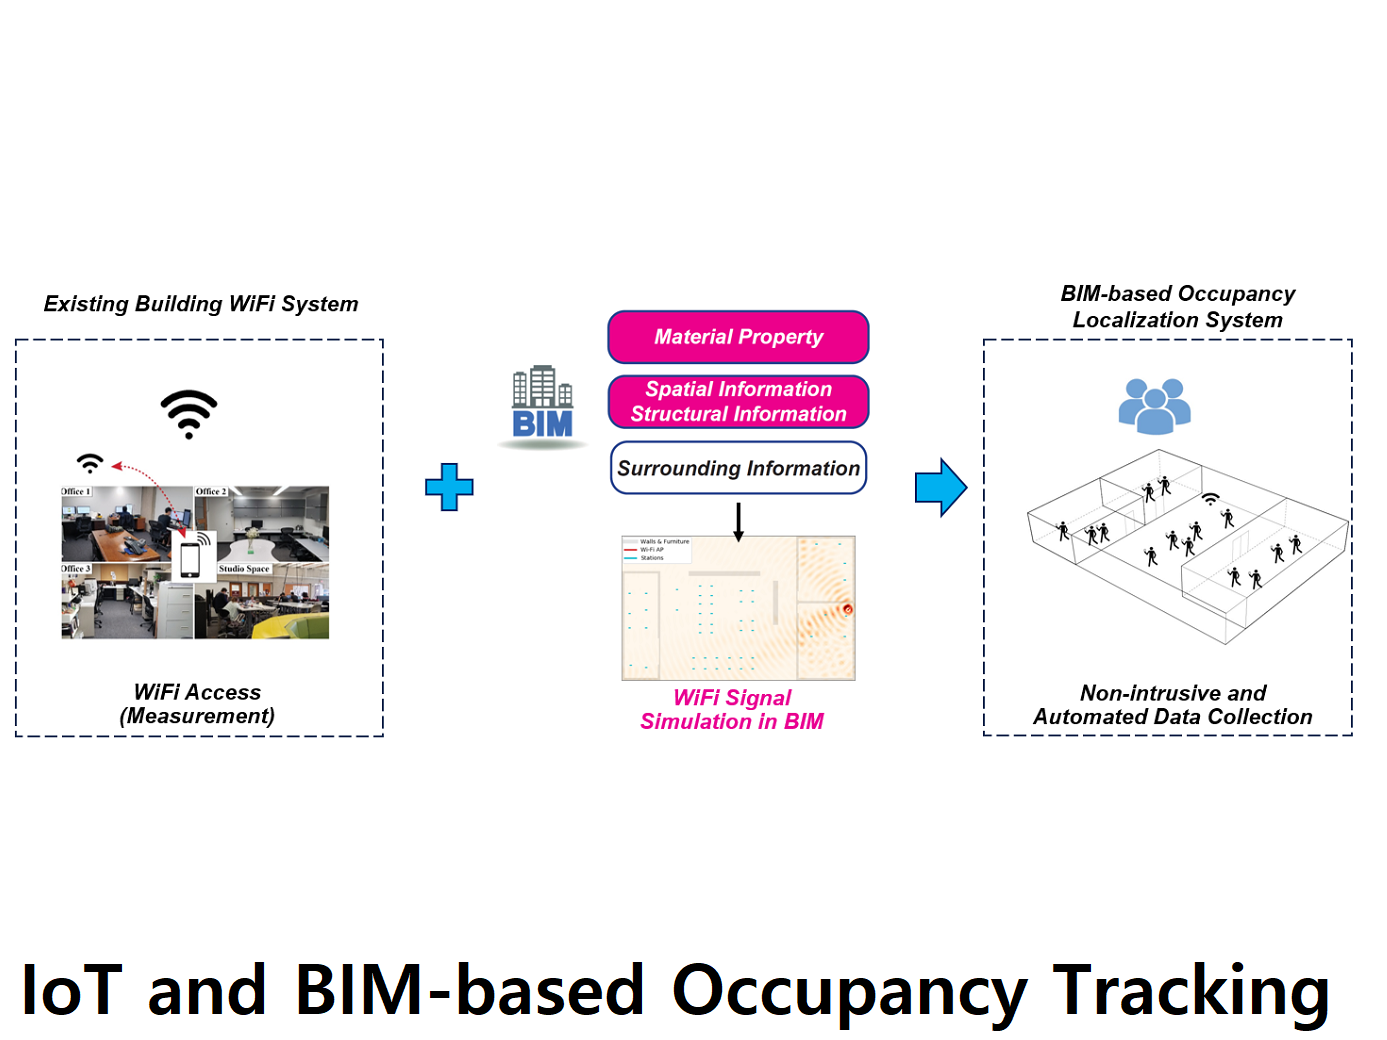 Existing Building WiFi System
Office 1
Office 2
Office 3
Studio Space
WiFi Access
(Measurement)
BIM
Material Property
Spatial Information
Structural Information
Surrounding Information
Walls & Furniture
Wi-Fi AP
Stations
WiFi Signal
Simulation in BIM
BIM-based Occupancy
Localization System
Non-intrusive and
Automated Data Collection
IoT and BIM-based Occupancy Tracking